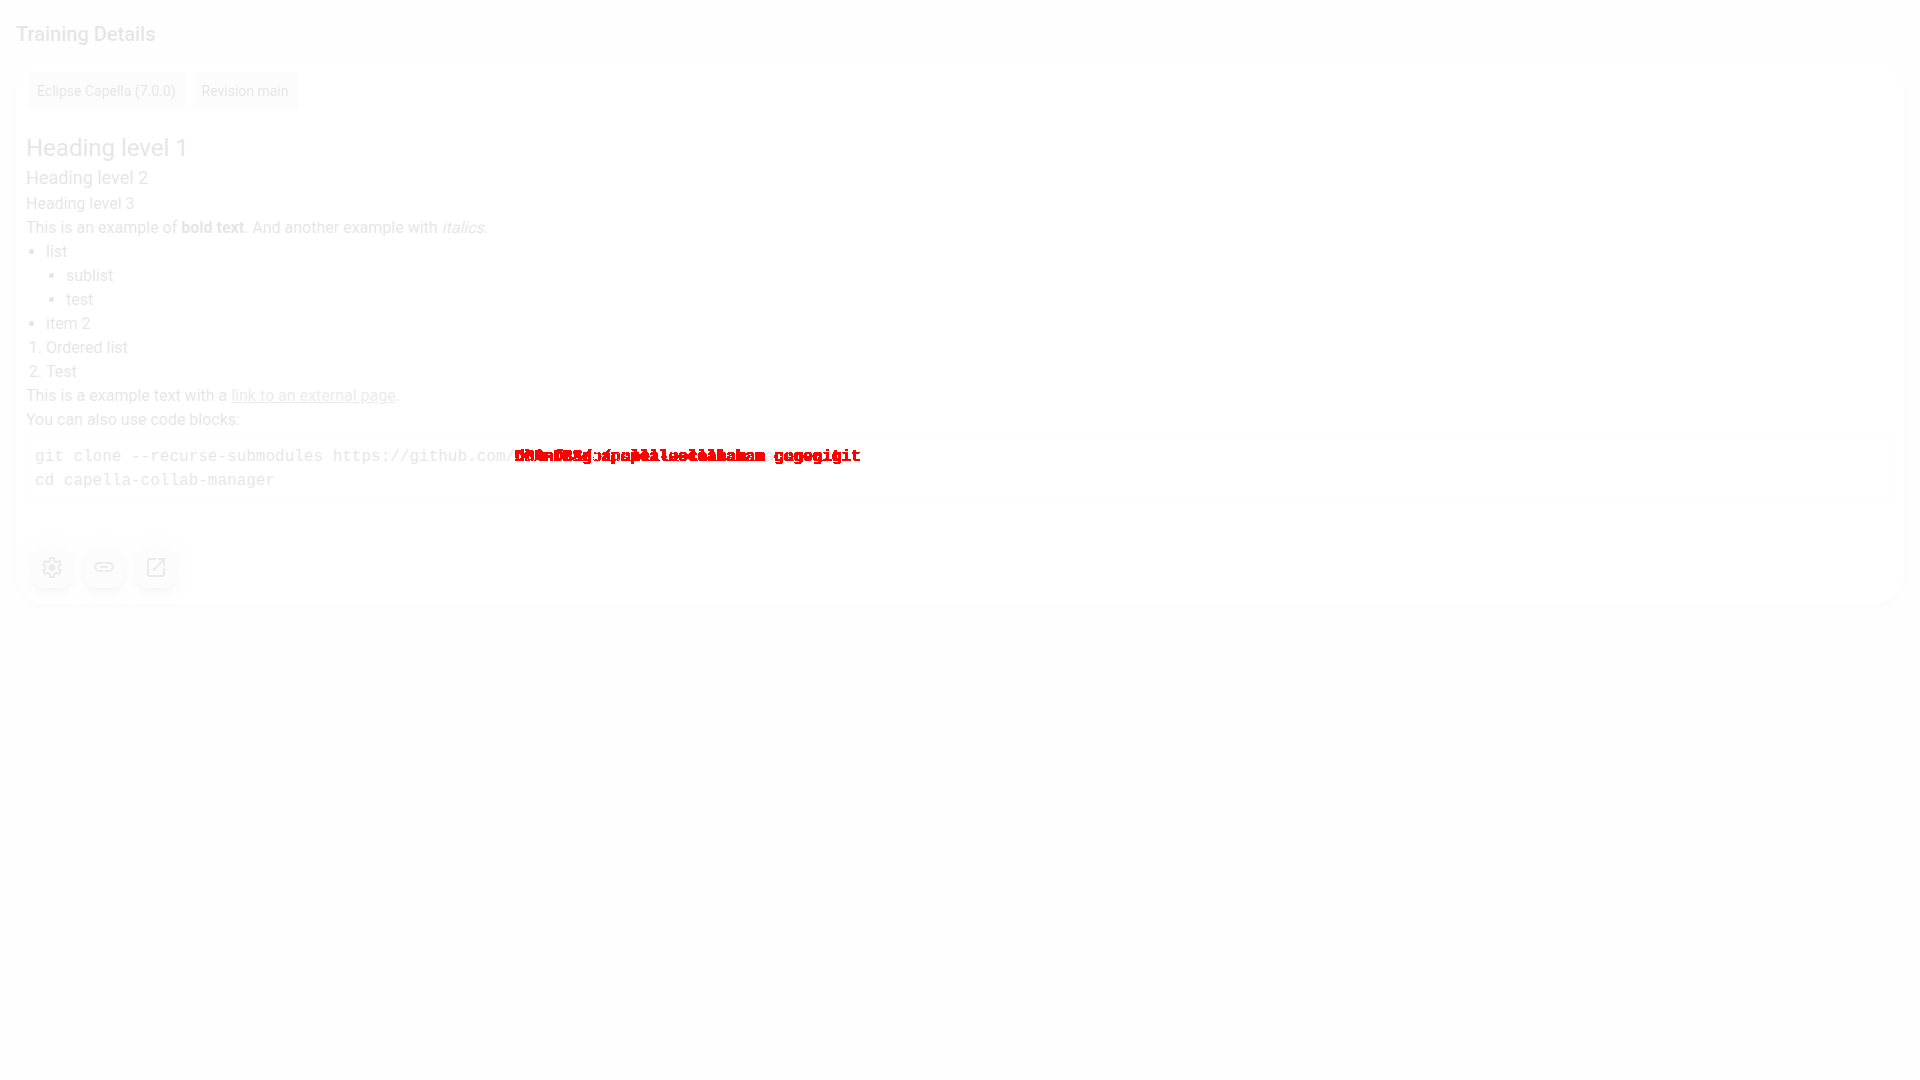 Training Details
Eclipse Capella (7.0.0)
Revision main
Heading level 1
Heading level 2
Heading level 3
This is an example of bold text. And another example with italics.
• list
▪ sublist
▪ test
• item 2
1. Ordered list
2. Test
This is a example text with a link to an external page.
You can also use code blocks:
git clone --recurse-submodules https://github.com/
cd capella-collab-manager